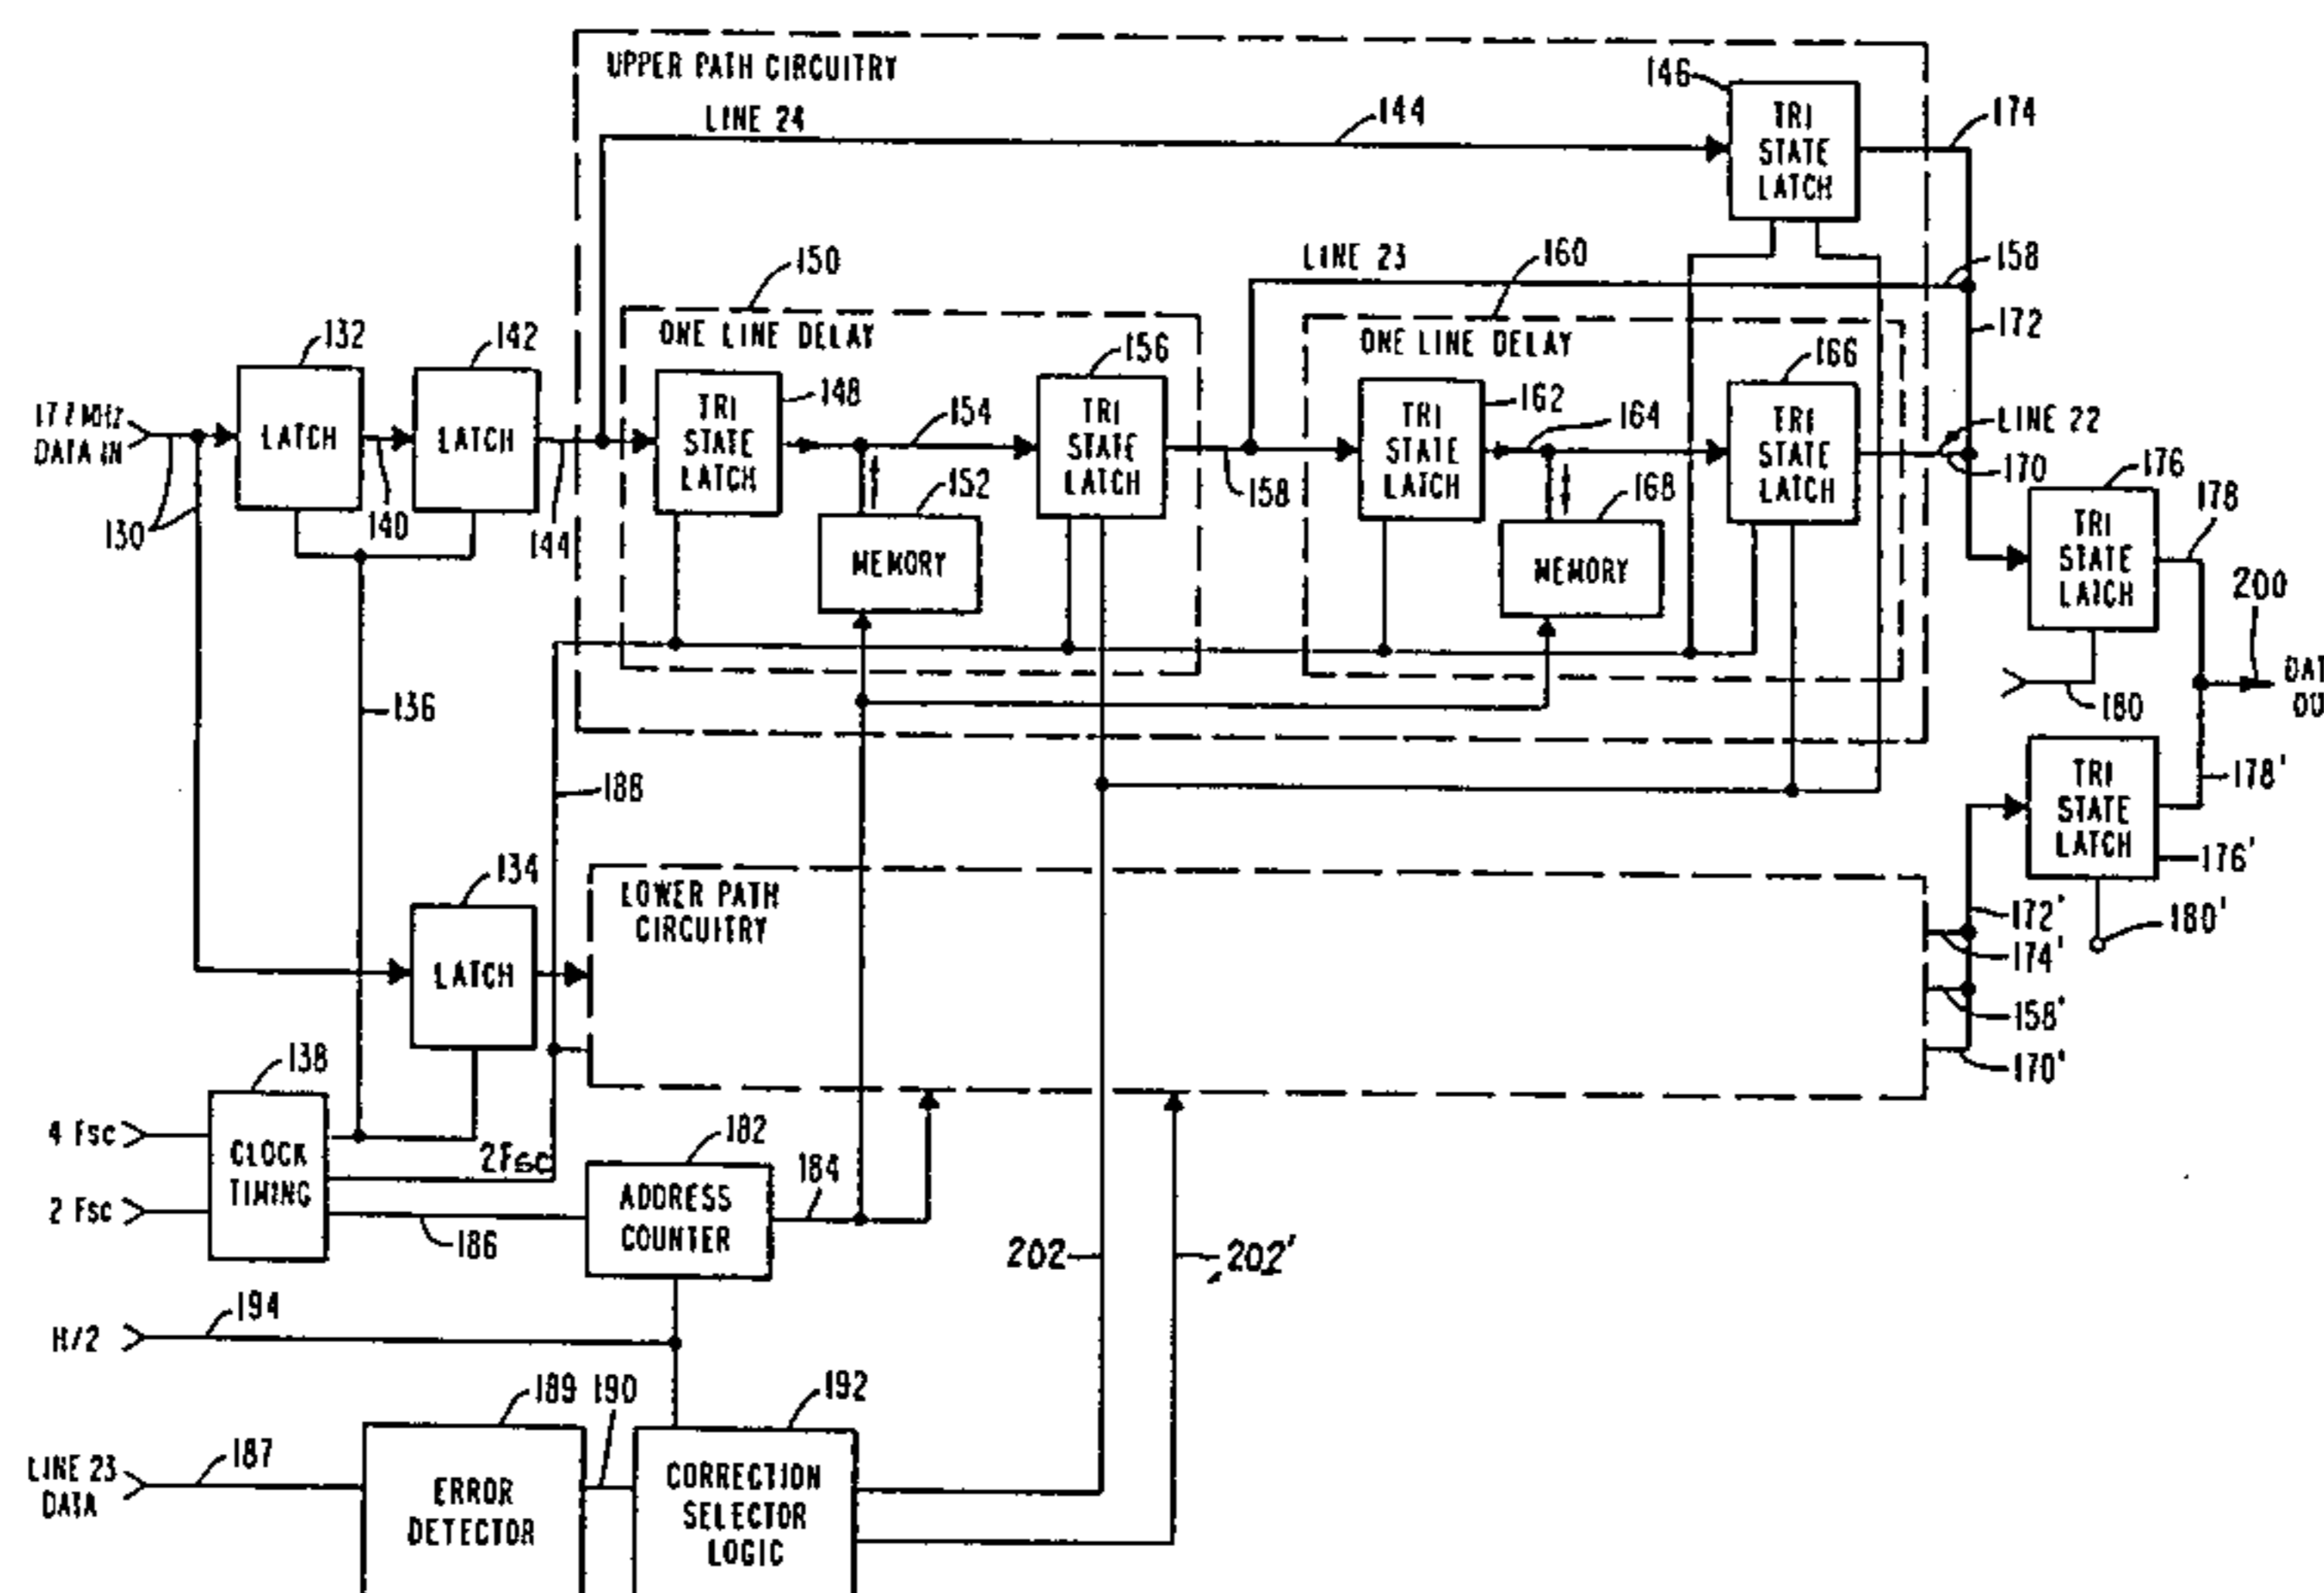 UPPER PATH CIRCUITRY
146
TRI
STATE
LATCH
174
LINE 24
144
150
LINE 23
160
158
172
132
142
ONE LINE DELAY
156
ONE LINE DELAY
166
LATCH
LATCH
TRI
STATE
LATCH
148
154
TRI
STATE
LATCH
TRI
STATE
LATCH
162
164
TRI
STATE
LATCH
LINE 22
170
DATA IN
130
140
144
152
MEMORY
158
168
MEMORY
176
178
TRI
STATE
LATCH
200
180
136
188
178'
TRI
STATE
LATCH
176'
134
LOWER PATH
CIRCUITRY
LATCH
172'
180'
174'
158'
170'
138
4 Fsc
2 Fsc
CLOCK
TIMING
2Fsc
182
184
ADDRESS
COUNTER
186
202
202'
194
H/2
189
190
192
LINE 23
DATA
187
ERROR
DETECTOR
CORRECTION
SELECTOR
LOGIC